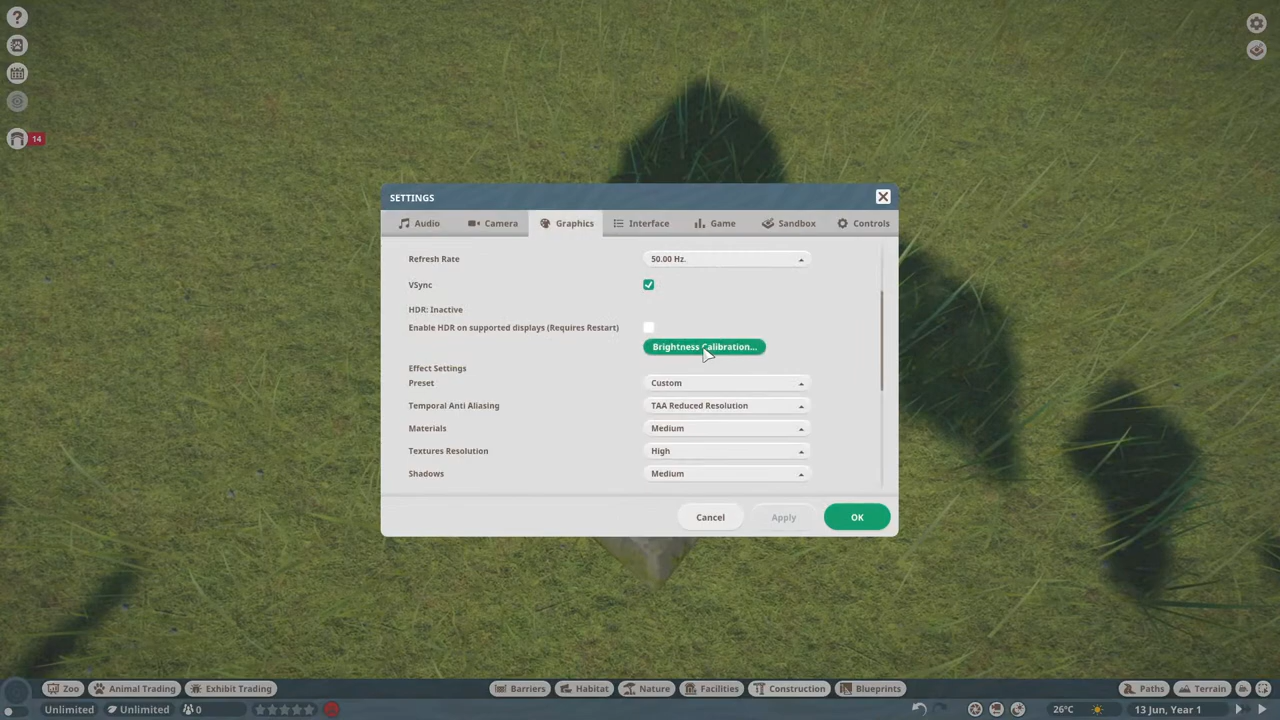 ?
14
SETTINGS
Audio Camera Graphics Interface Game Sandbox Controls
Refresh Rate 50.00 Hz.
VSync
HDR: Inactive
Enable HDR on supported displays (Requires Restart)
Brightness Calibration...
Effect Settings
Preset Custom
Temporal Anti Aliasing TAA Reduced Resolution
Materials Medium
Textures Resolution High
Shadows Medium
Cancel Apply OK
Zoo Animal Trading Exhibit Trading Barriers Habitat Nature Facilities Construction Blueprints Paths Terrain
Unlimited Unlimited 0 26°C 13 Jun, Year 1